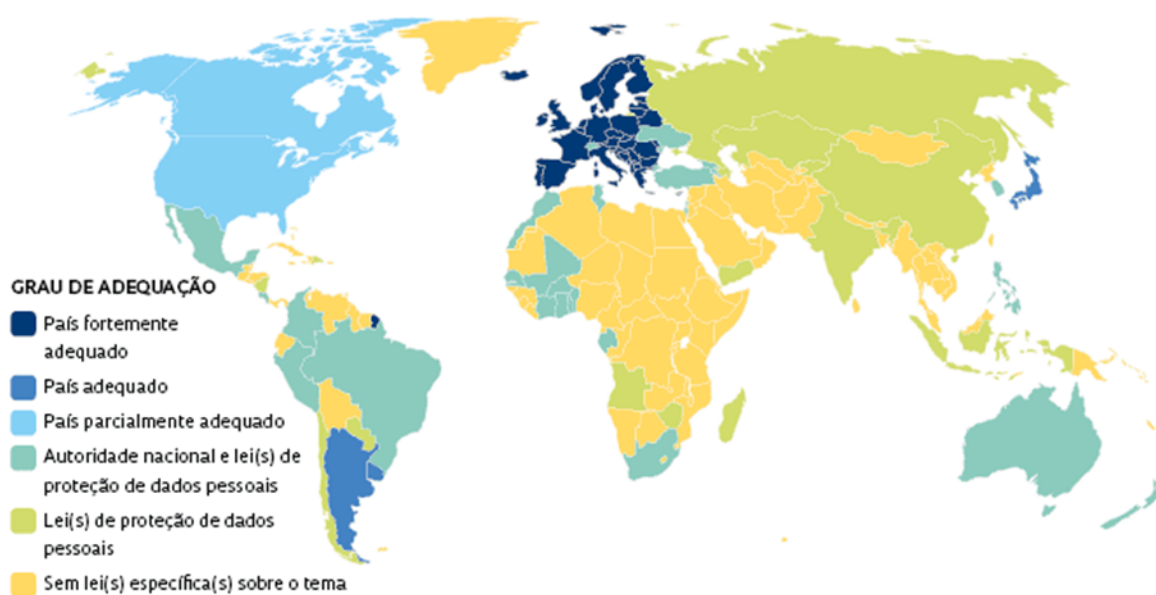 GRAU DE ADEQUAÇÃO
País fortemente
adequado
País adequado
País parcialmente adequado
Autoridade nacional e lei(s) de
proteção de dados pessoais
Lei(s) de proteção de dados
pessoais
Sem lei(s) específica(s) sobre o tema